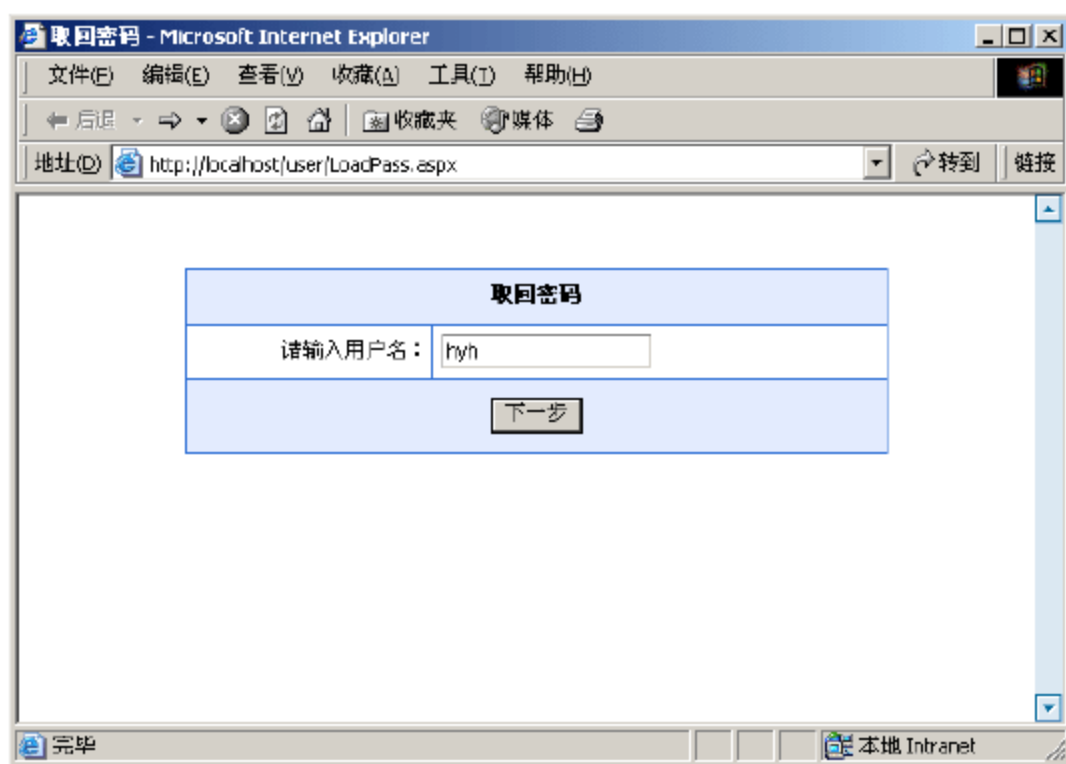 取回密码 - Microsoft Internet Explorer
文件(F) 编辑(E) 查看(V) 收藏(A) 工具(T) 帮助(H)
后退 收藏夹 媒体
地址(D) http://localhost/user/LoadPass.aspx 转到 链接
取回密码
请输入用户名： hyh
下一步
完毕 本地 Intranet